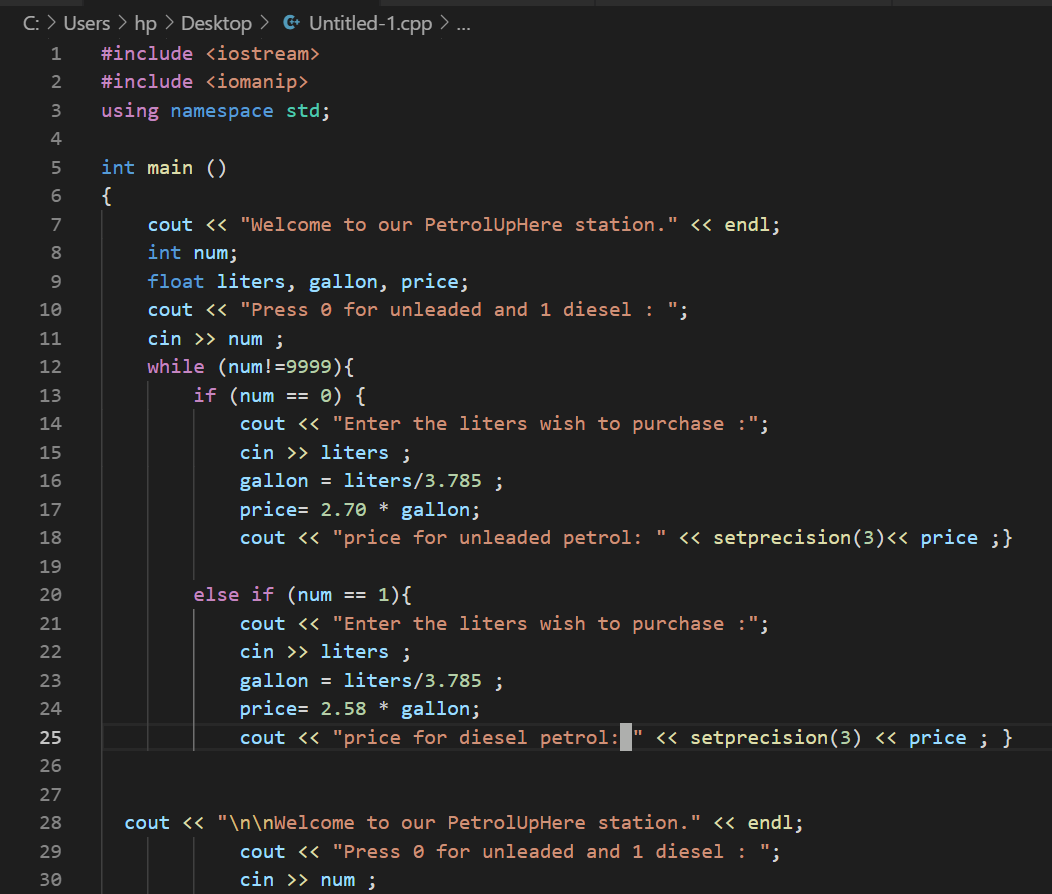 C: > Users > hp > Desktop > Untitled-1.cpp > ...
1 #include <iostream>
2 #include <iomanip>
3 using namespace std;
4
5 int main ()
6 {
7 cout << "Welcome to our PetrolUpHere station." << endl;
8 int num;
9 float liters, gallon, price;
10 cout << "Press 0 for unleaded and 1 diesel : ";
11 cin >> num ;
12 while (num!=9999){
13 if (num == 0) {
14 cout << "Enter the liters wish to purchase :";
15 cin >> liters ;
16 gallon = liters/3.785 ;
17 price= 2.70 * gallon;
18 cout << "price for unleaded petrol: " << setprecision(3)<< price ;}
19
20 else if (num == 1){
21 cout << "Enter the liters wish to purchase :";
22 cin >> liters ;
23 gallon = liters/3.785 ;
24 price= 2.58 * gallon;
25 cout << "price for diesel petrol: " << setprecision(3) << price ; }
26
27
28 cout << "\n\nWelcome to our PetrolUpHere station." << endl;
29 cout << "Press 0 for unleaded and 1 diesel : ";
30 cin >> num ;